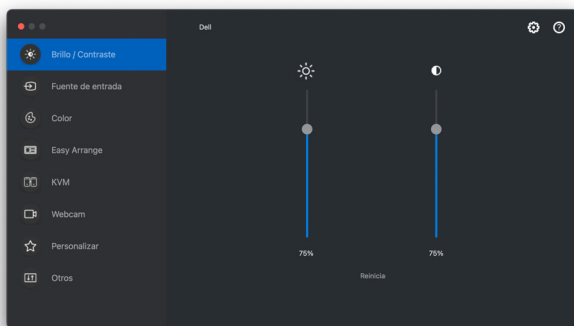 Dell
Brillo / Contraste
Fuente de entrada
Color
Easy Arrange
KVM
Webcam
Personalizar
Otros
75%
75%
Reinicia